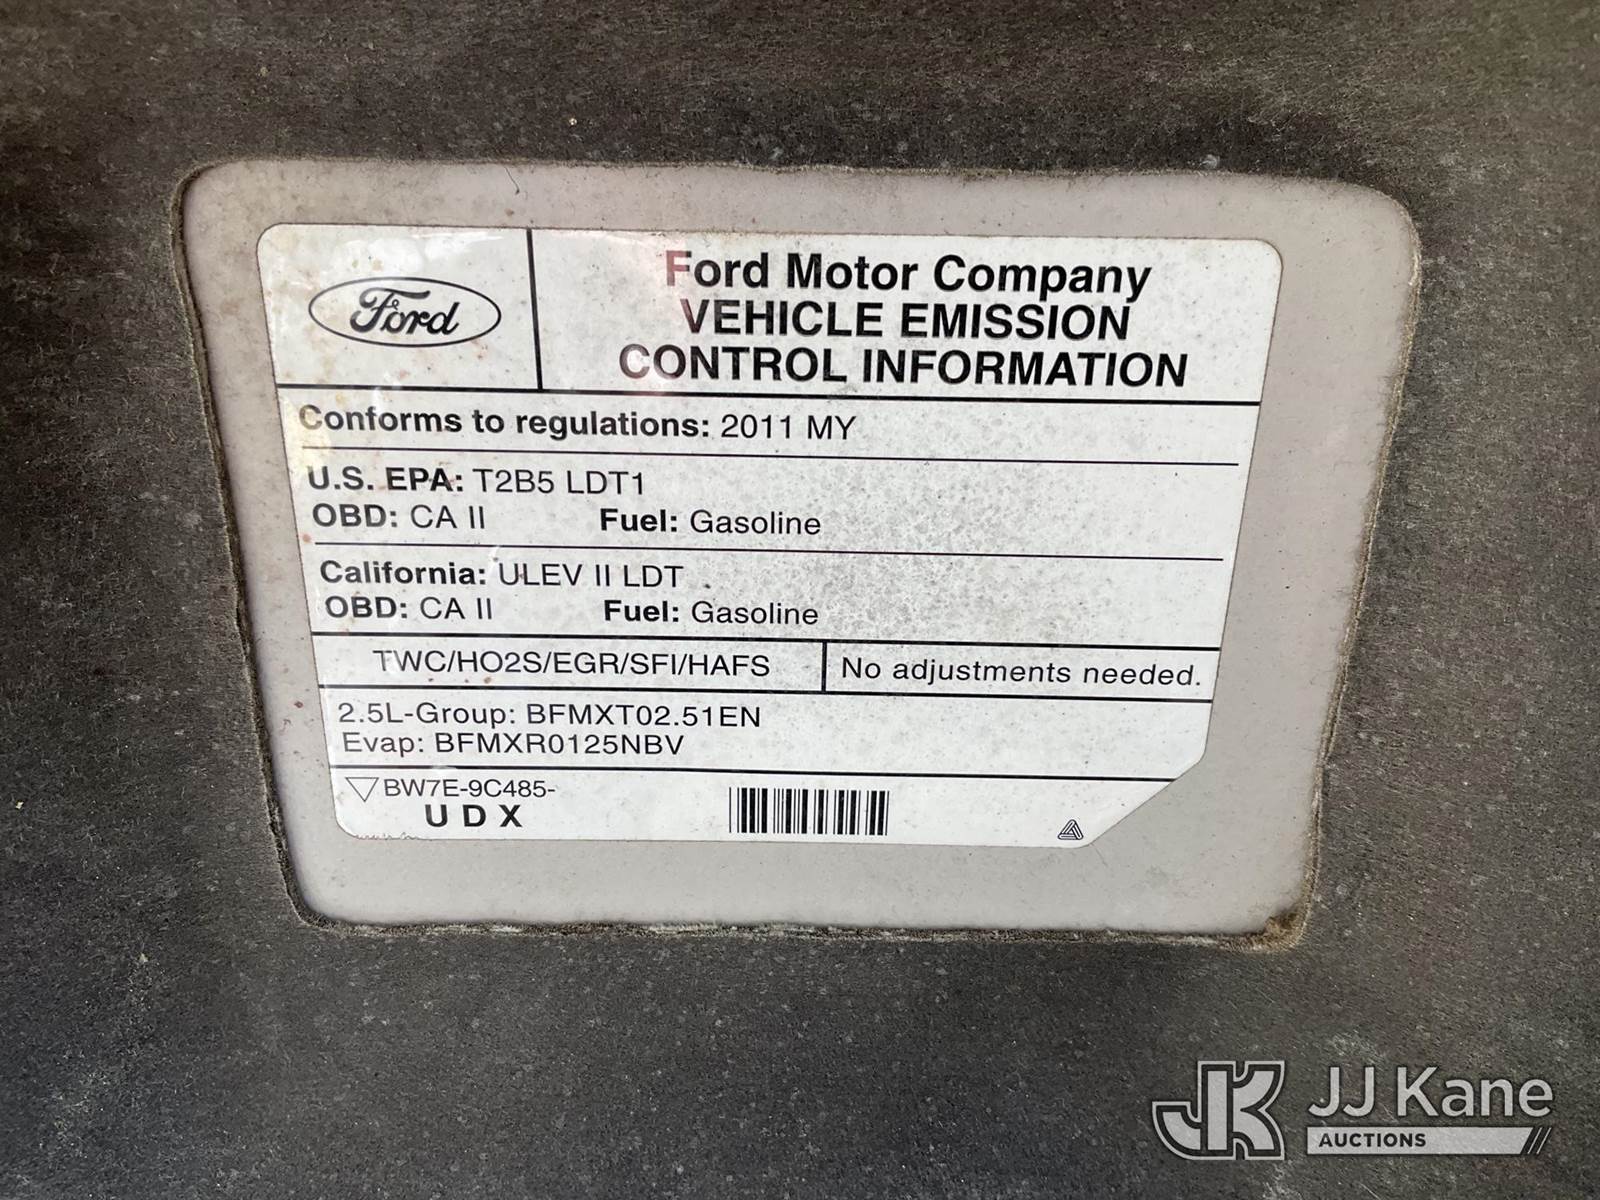 Ford
Ford Motor Company
VEHICLE EMISSION
CONTROL INFORMATION
Conforms to regulations: 2011 MY
U.S. EPA: T2B5 LDT1
OBD: CA II Fuel: Gasoline
California: ULEV II LDT
OBD: CA II Fuel: Gasoline
TWC/HO2S/EGR/SFI/HAFS No adjustments needed.
2.5L-Group: BFMXT02.51EN
Evap: BFMXR0125NBV
BW7E-9C485-
UDX
JK JJ Kane
AUCTIONS